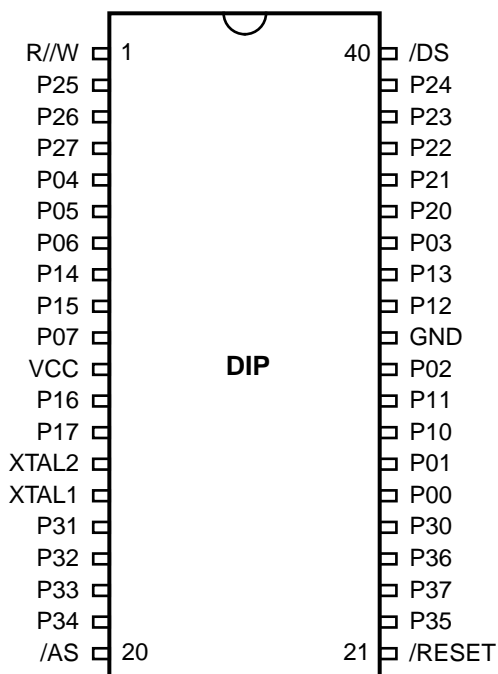 R//W 1 40 /DS
P25 P24
P26 P23
P27 P22
P04 P21
P05 P20
P06 P03
P14 P13
P15 P12
P07 GND
VCC DIP P02
P16 P11
P17 P10
XTAL2 P01
XTAL1 P00
P31 P30
P32 P36
P33 P37
P34 P35
/AS 20 21 /RESET